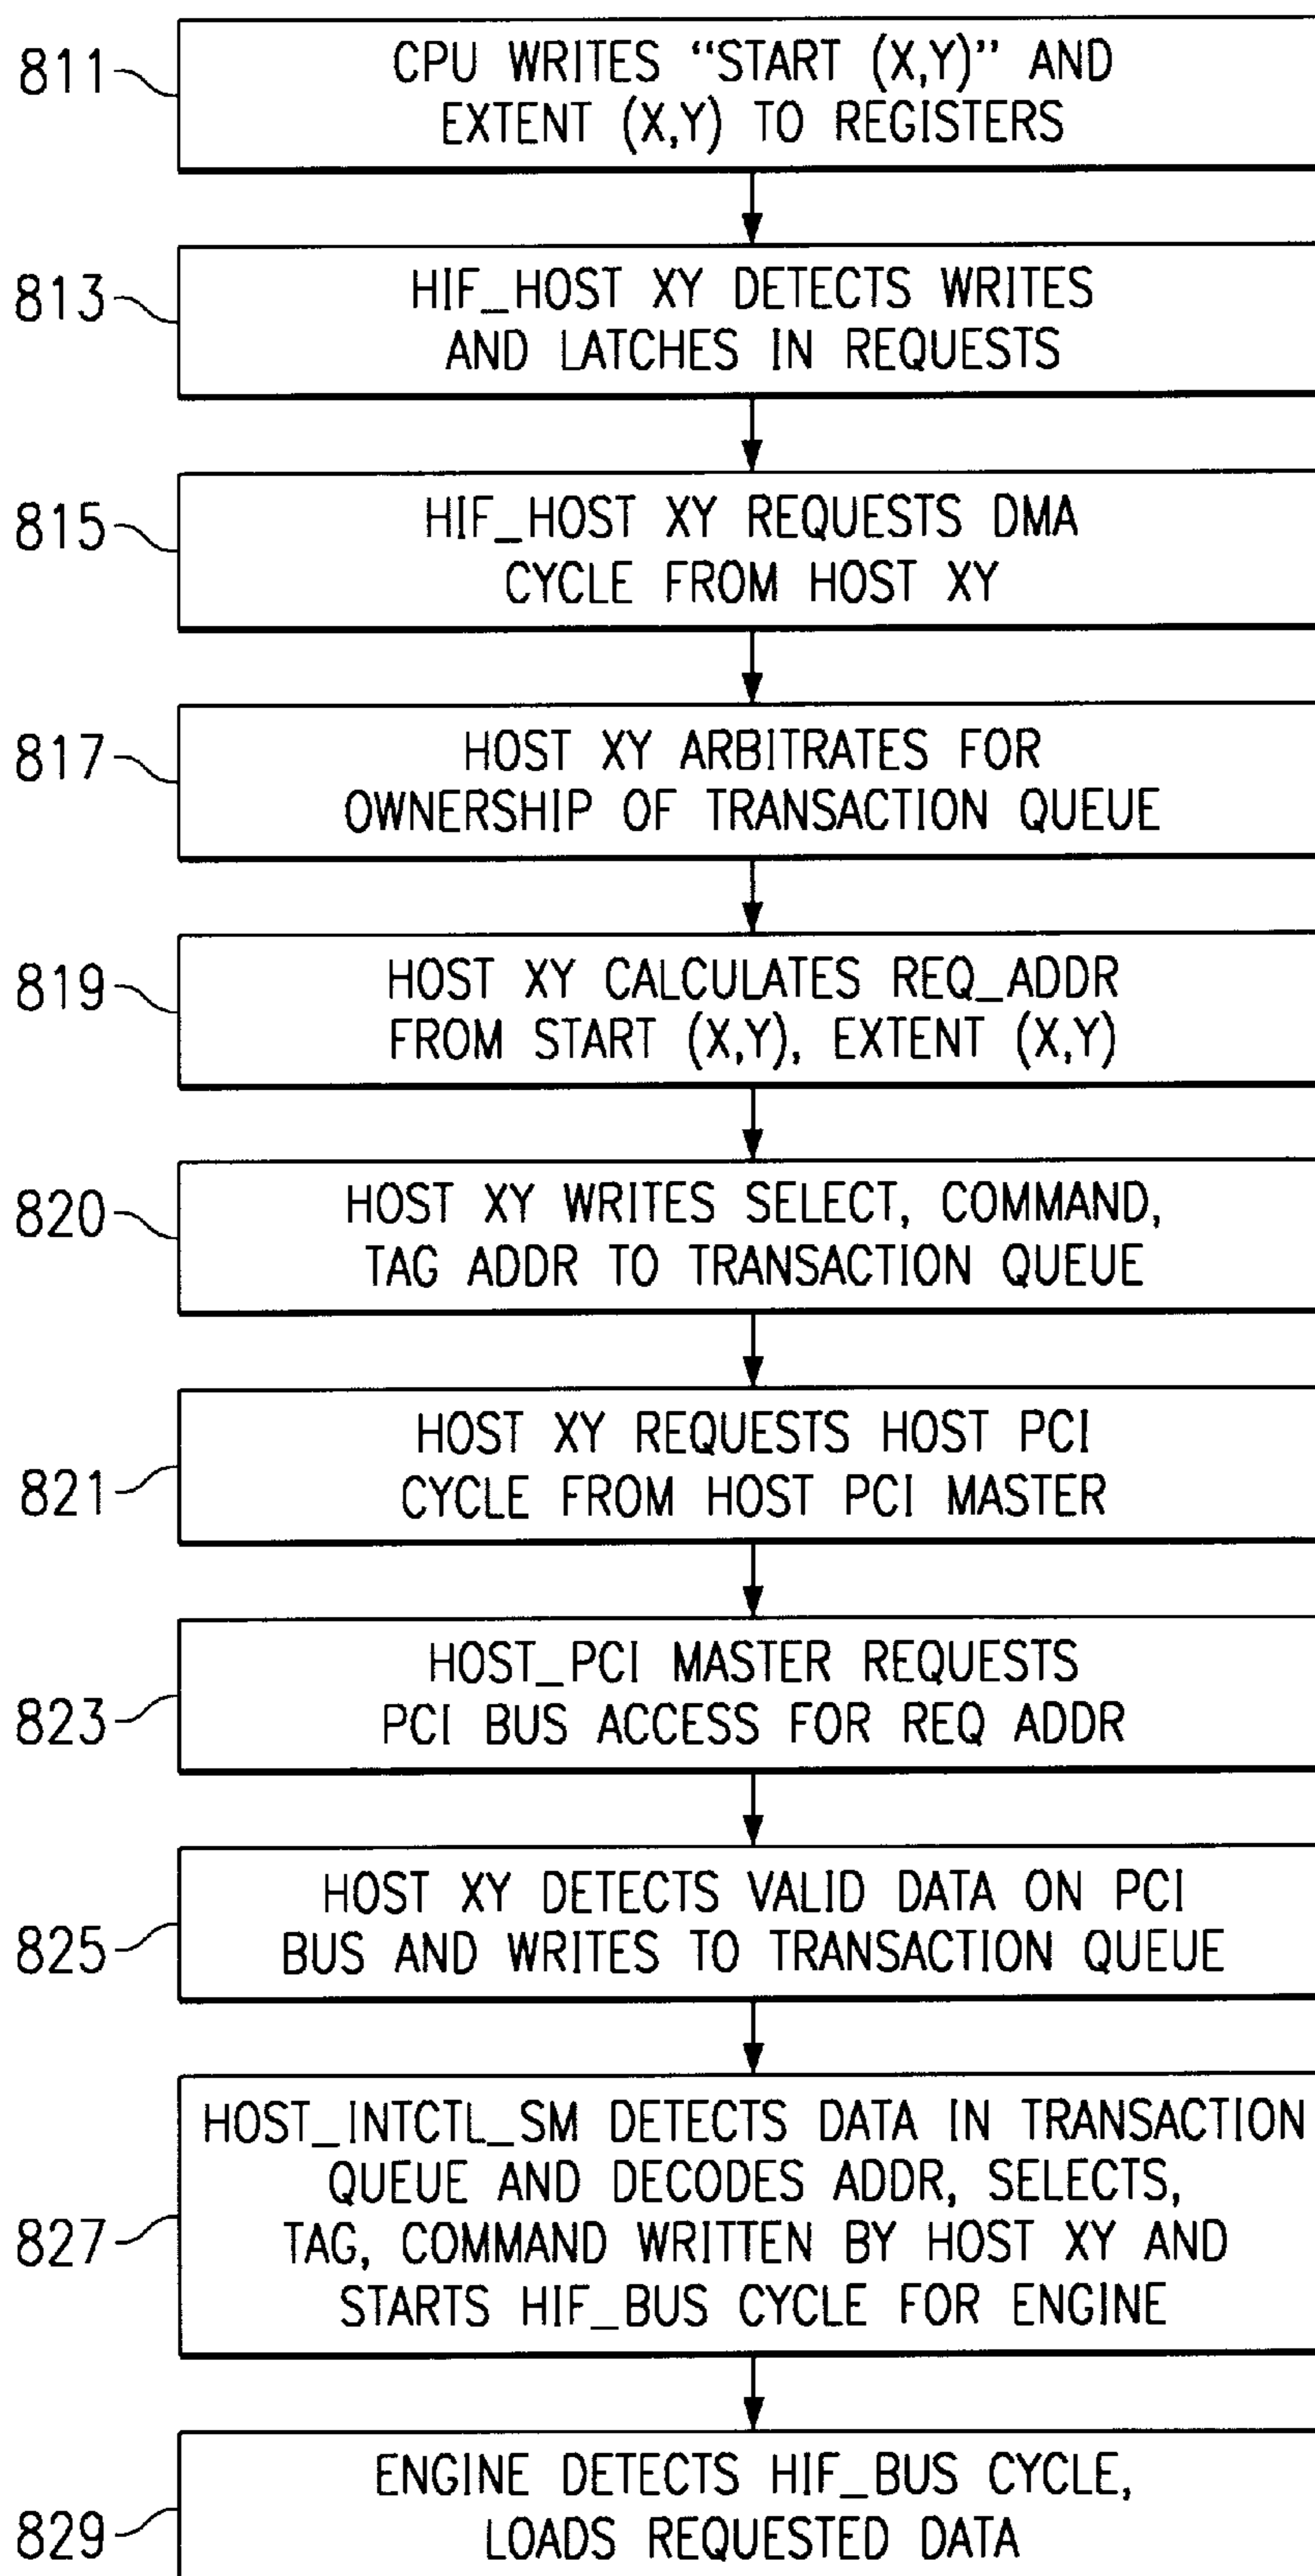 811
CPU WRITES “START (X,Y)” AND
EXTENT (X,Y) TO REGISTERS
813
HIF_HOST XY DETECTS WRITES
AND LATCHES IN REQUESTS
815
HIF_HOST XY REQUESTS DMA
CYCLE FROM HOST XY
817
HOST XY ARBITRATES FOR
OWNERSHIP OF TRANSACTION QUEUE
819
HOST XY CALCULATES REQ_ADDR
FROM START (X,Y), EXTENT (X,Y)
820
HOST XY WRITES SELECT, COMMAND,
TAG ADDR TO TRANSACTION QUEUE
821
HOST XY REQUESTS HOST PCI
CYCLE FROM HOST PCI MASTER
823
HOST_PCI MASTER REQUESTS
PCI BUS ACCESS FOR REQ ADDR
825
HOST XY DETECTS VALID DATA ON PCI
BUS AND WRITES TO TRANSACTION QUEUE
827
HOST_INTCTL_SM DETECTS DATA IN TRANSACTION
QUEUE AND DECODES ADDR, SELECTS,
TAG, COMMAND WRITTEN BY HOST XY AND
STARTS HIF_BUS CYCLE FOR ENGINE
829
ENGINE DETECTS HIF_BUS CYCLE,
LOADS REQUESTED DATA